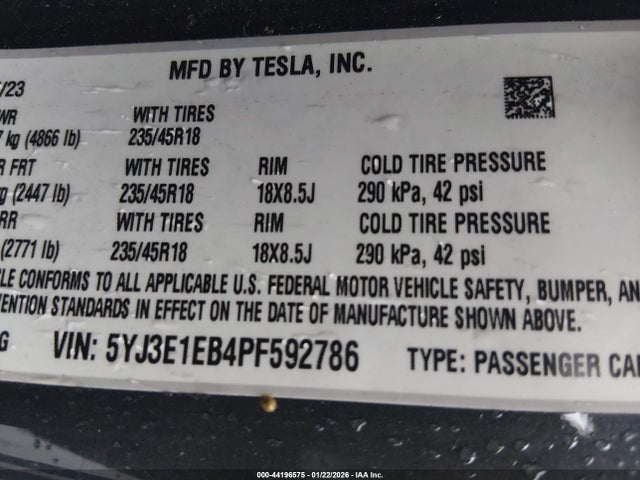 MFD BY TESLA, INC.
/23
WR WITH TIRES
kg (4866 lb) 235/45R18
R FRT WITH TIRES RIM COLD TIRE PRESSURE
g (2447 lb) 235/45R18 18X8.5J 290 kPa, 42 psi
RR WITH TIRES RIM COLD TIRE PRESSURE
(2771 lb) 235/45R18 18X8.5J 290 kPa, 42 psi
CLE CONFORMS TO ALL APPLICABLE U.S. FEDERAL MOTOR VEHICLE SAFETY, BUMPER, AN
VENTION STANDARDS IN EFFECT ON THE DATE OF MANUFACTURE SHOWN ABOVE.
G VIN: 5YJ3E1EB4PF592786 TYPE: PASSENGER CA
000-44196575 - 01/22/2026 - IAA Inc.